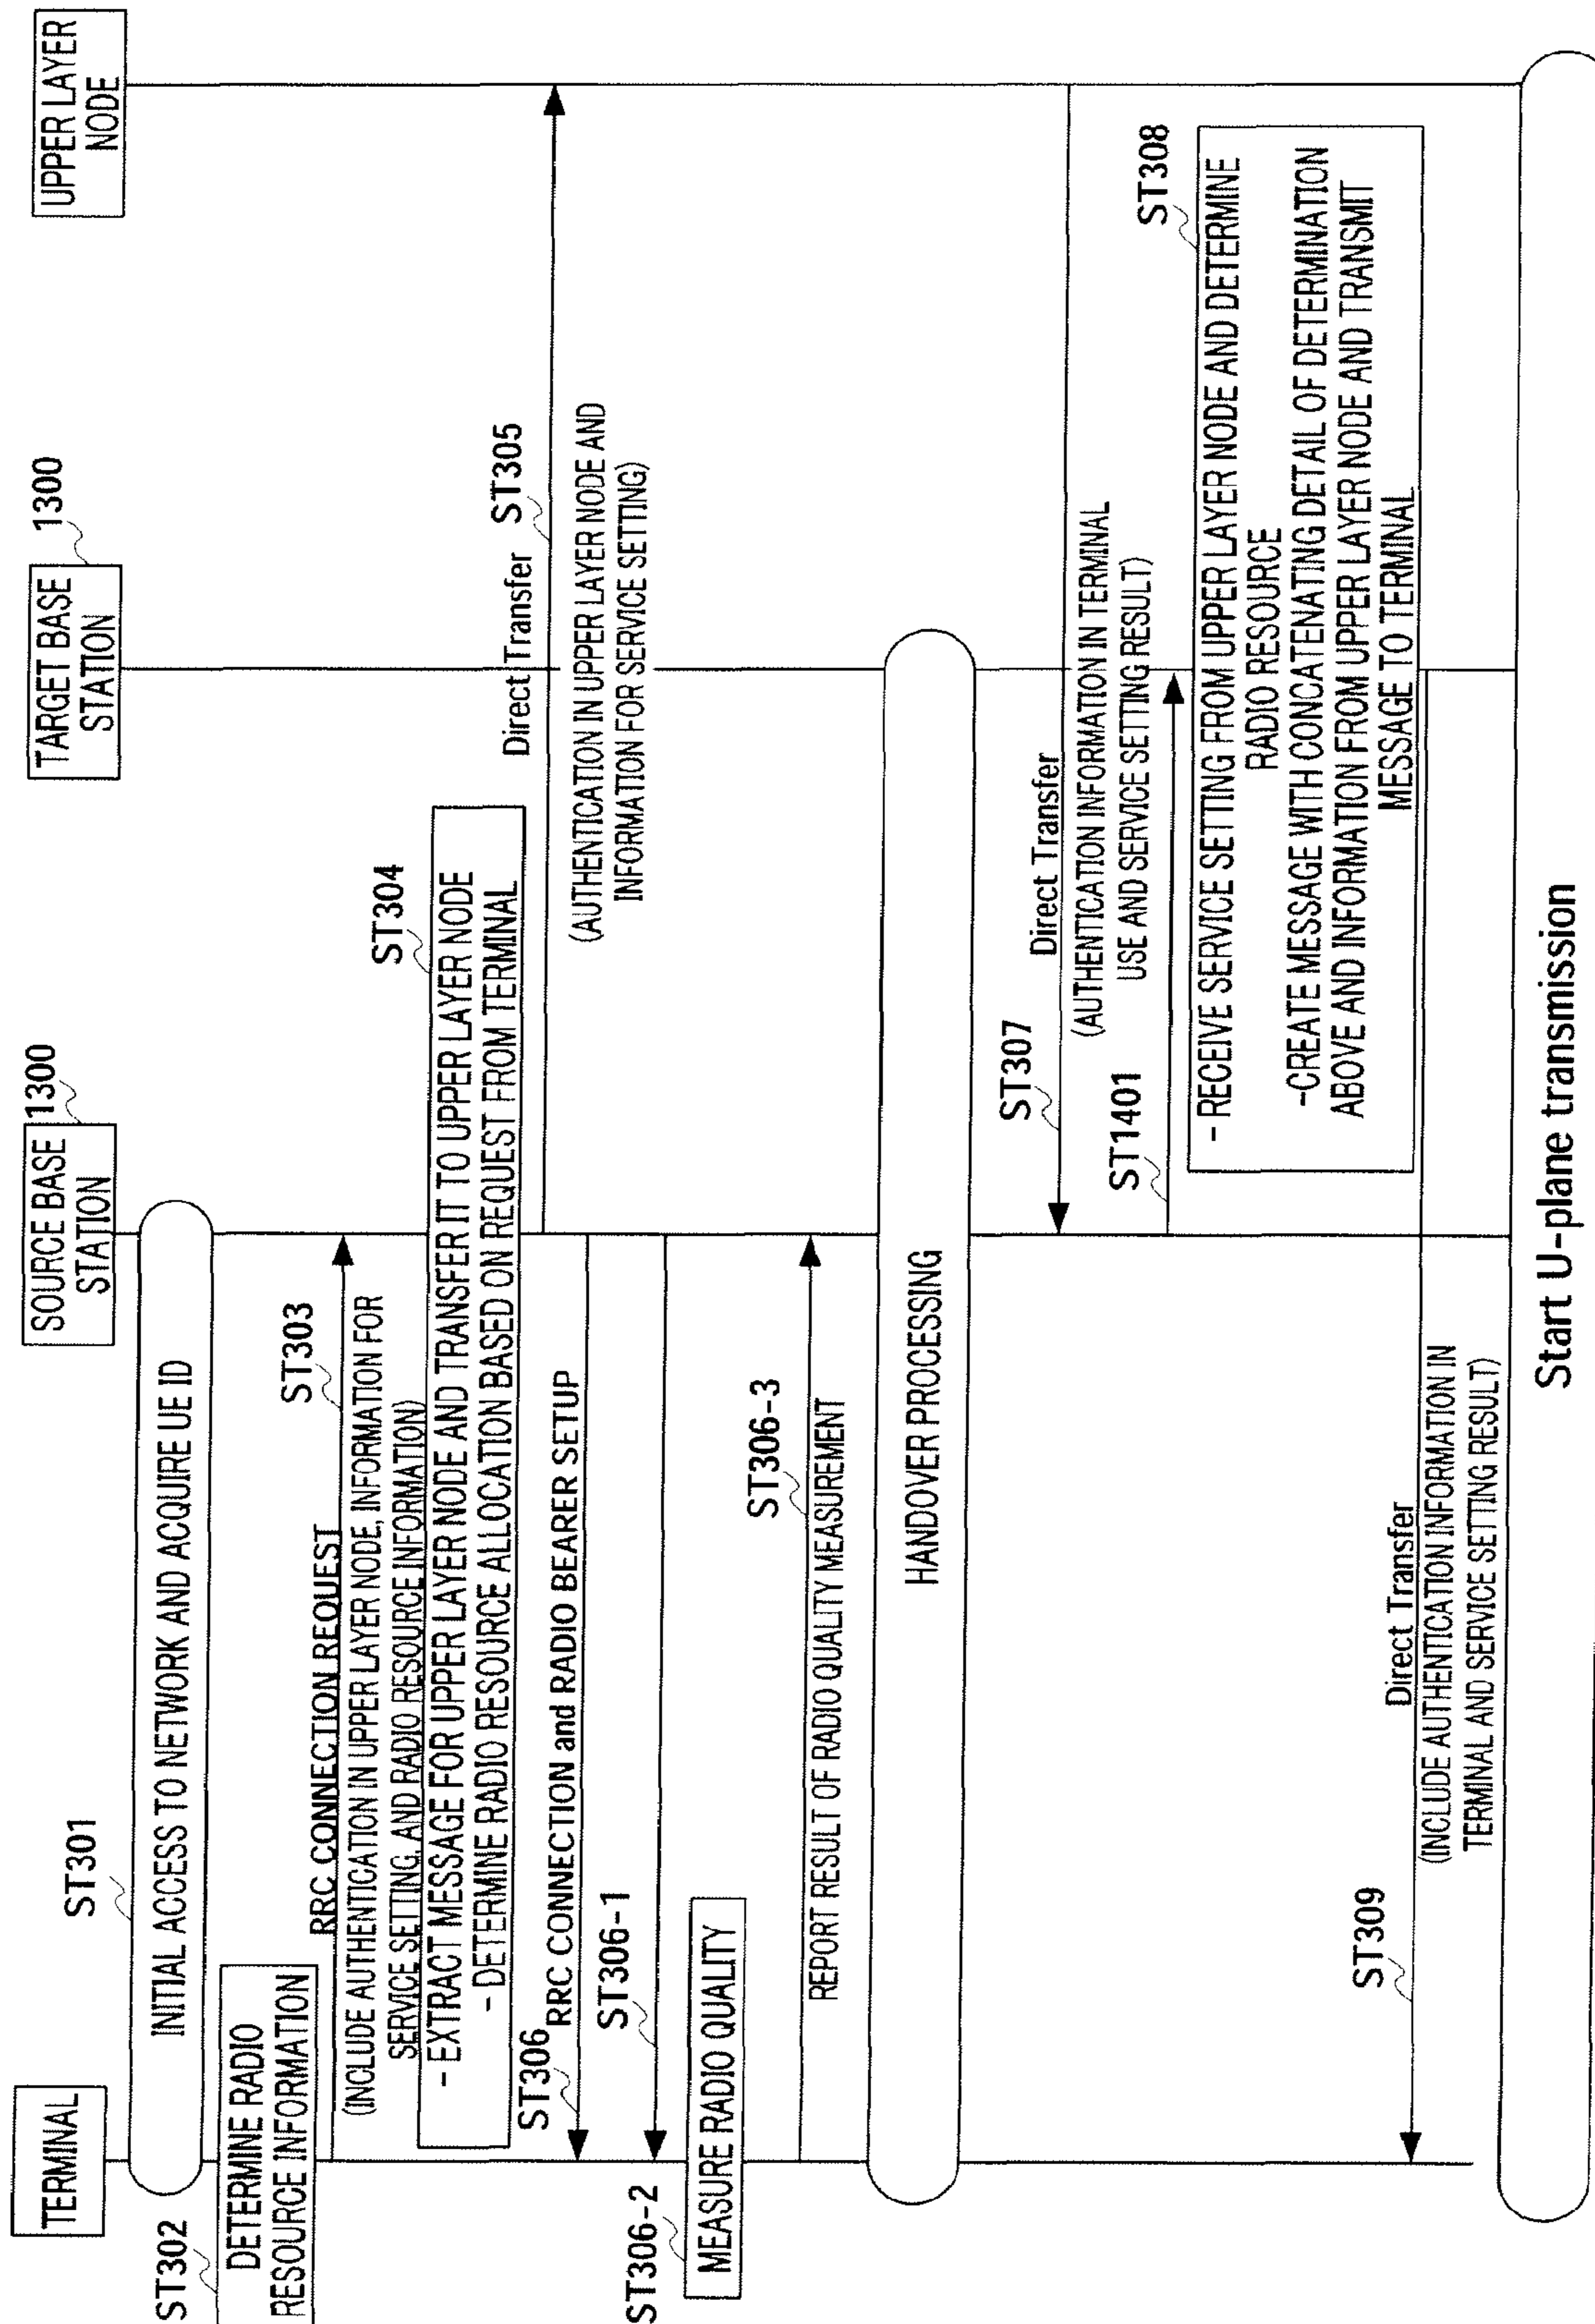 TERMINAL
SOURCE BASE
STATION
1300
TARGET BASE
STATION
1300
UPPER LAYER
NODE
ST301
INITIAL ACCESS TO NETWORK AND ACQUIRE UE ID
ST302
DETERMINE RADIO
RESOURCE INFORMATION
RRC CONNECTION REQUEST
ST303
(INCLUDE AUTHENTICATION IN UPPER LAYER NODE, INFORMATION FOR
SERVICE SETTING, AND RADIO RESOURCE INFORMATION)
ST304
- EXTRACT MESSAGE FOR UPPER LAYER NODE AND TRANSFER IT TO UPPER LAYER NODE
- DETERMINE RADIO RESOURCE ALLOCATION BASED ON REQUEST FROM TERMINAL
Direct Transfer
ST305
(AUTHENTICATION IN UPPER LAYER NODE AND
INFORMATION FOR SERVICE SETTING)
ST306
RRC CONNECTION and RADIO BEARER SETUP
ST306-1
ST306-2
MEASURE RADIO QUALITY
ST306-3
REPORT RESULT OF RADIO QUALITY MEASUREMENT
HANDOVER PROCESSING
ST307
Direct Transfer
(AUTHENTICATION INFORMATION IN TERMINAL
USE AND SERVICE SETTING RESULT)
ST1401
ST308
- RECEIVE SERVICE SETTING FROM UPPER LAYER NODE AND DETERMINE
RADIO RESOURCE
-CREATE MESSAGE WITH CONCATENATING DETAIL OF DETERMINATION
ABOVE AND INFORMATION FROM UPPER LAYER NODE AND TRANSMIT
MESSAGE TO TERMINAL
ST309
Direct Transfer
(INCLUDE AUTHENTICATION INFORMATION IN
TERMINAL AND SERVICE SETTING RESULT)
Start U-plane transmission